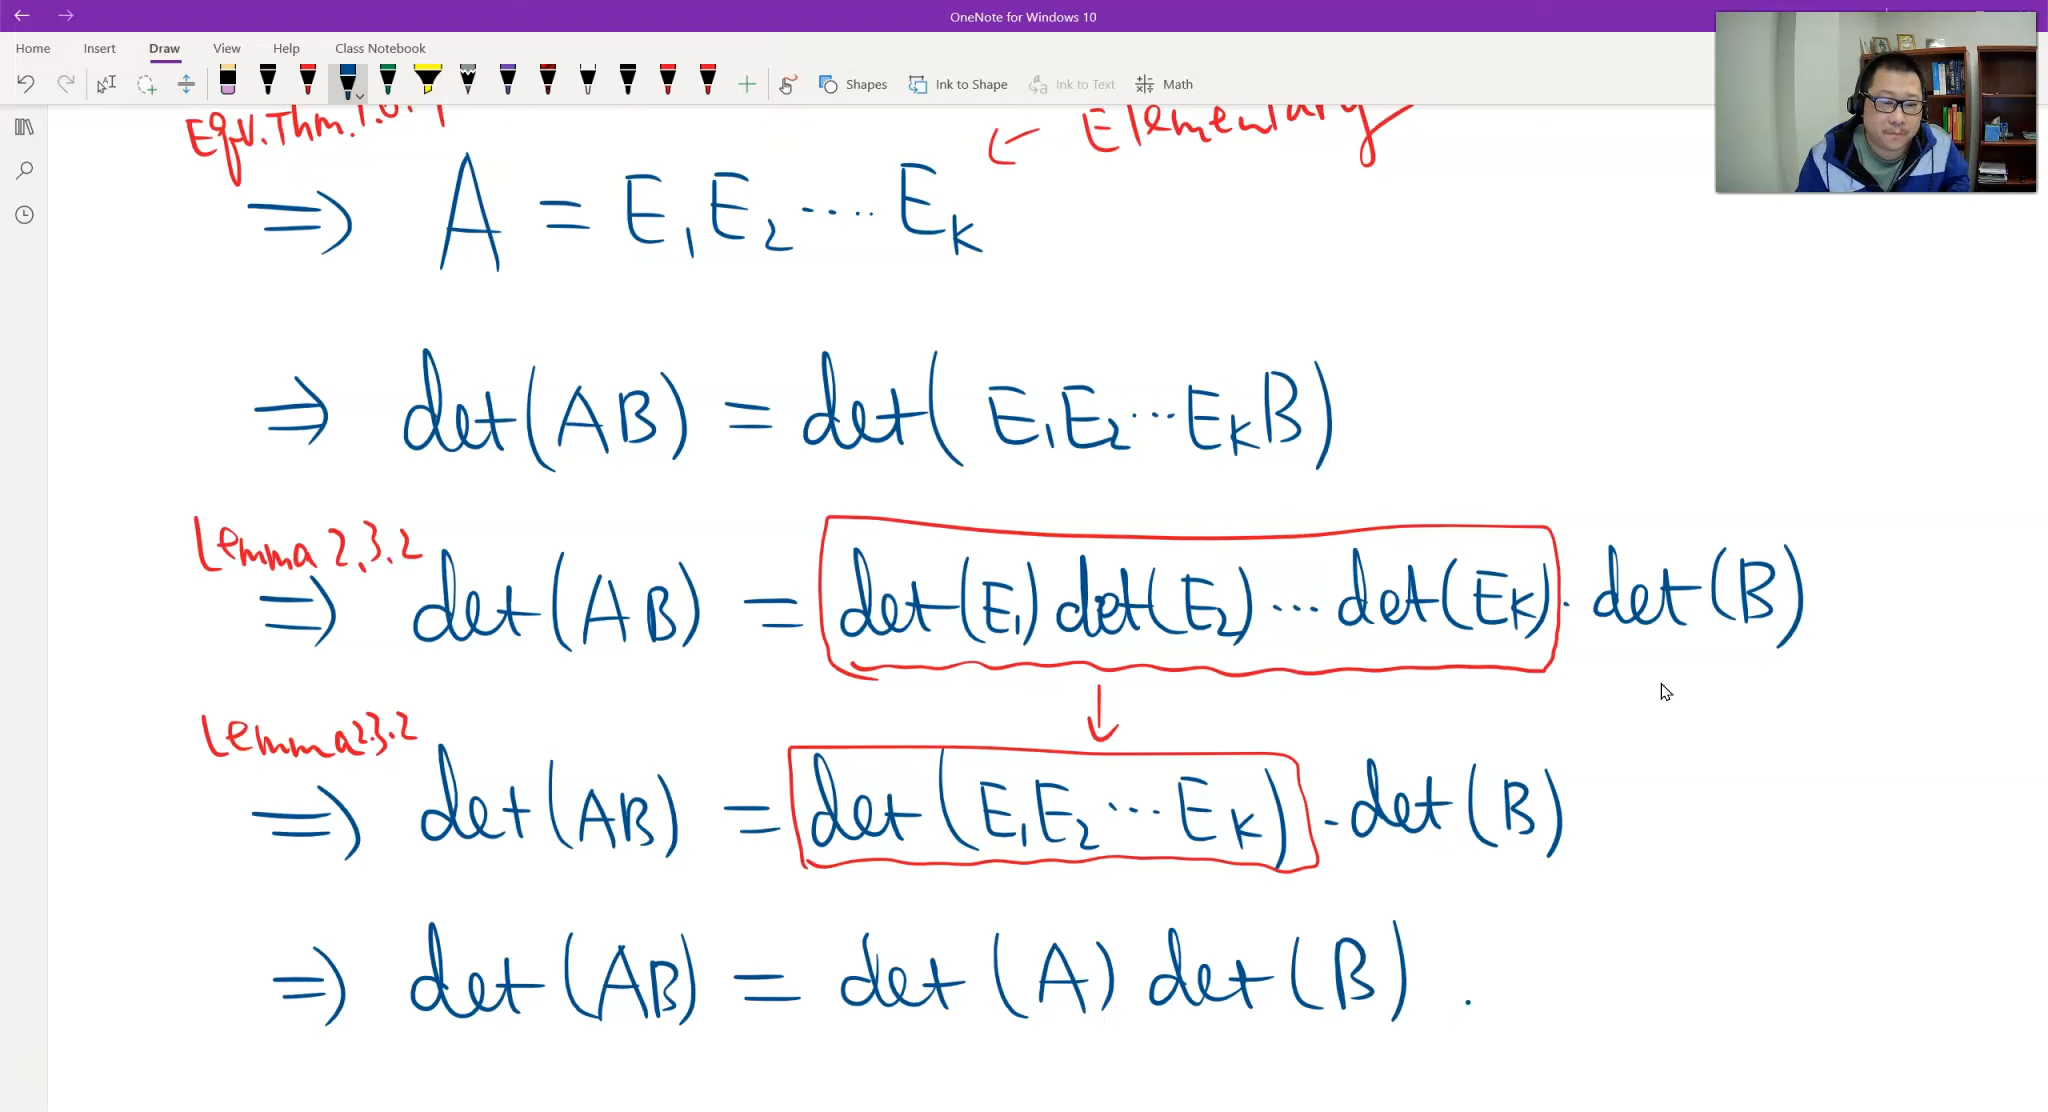 OneNote for Windows 10
Home Insert Draw View Help Class Notebook
Shapes Ink to Shape Ink to Text Math
Eqv. Thm. ← Elementary
⇒ A = E₁E₂ ···· Eₖ
⇒ det(AB) = det(E₁E₂···EₖB)
Lemma 2.3.2
⇒ det(AB) = det(E₁) det(E₂) ··· det(Eₖ) · det(B)
↓
Lemma 2.3.2
⇒ det(AB) = det(E₁E₂···Eₖ) · det(B)
⇒ det(AB) = det(A) det(B) .